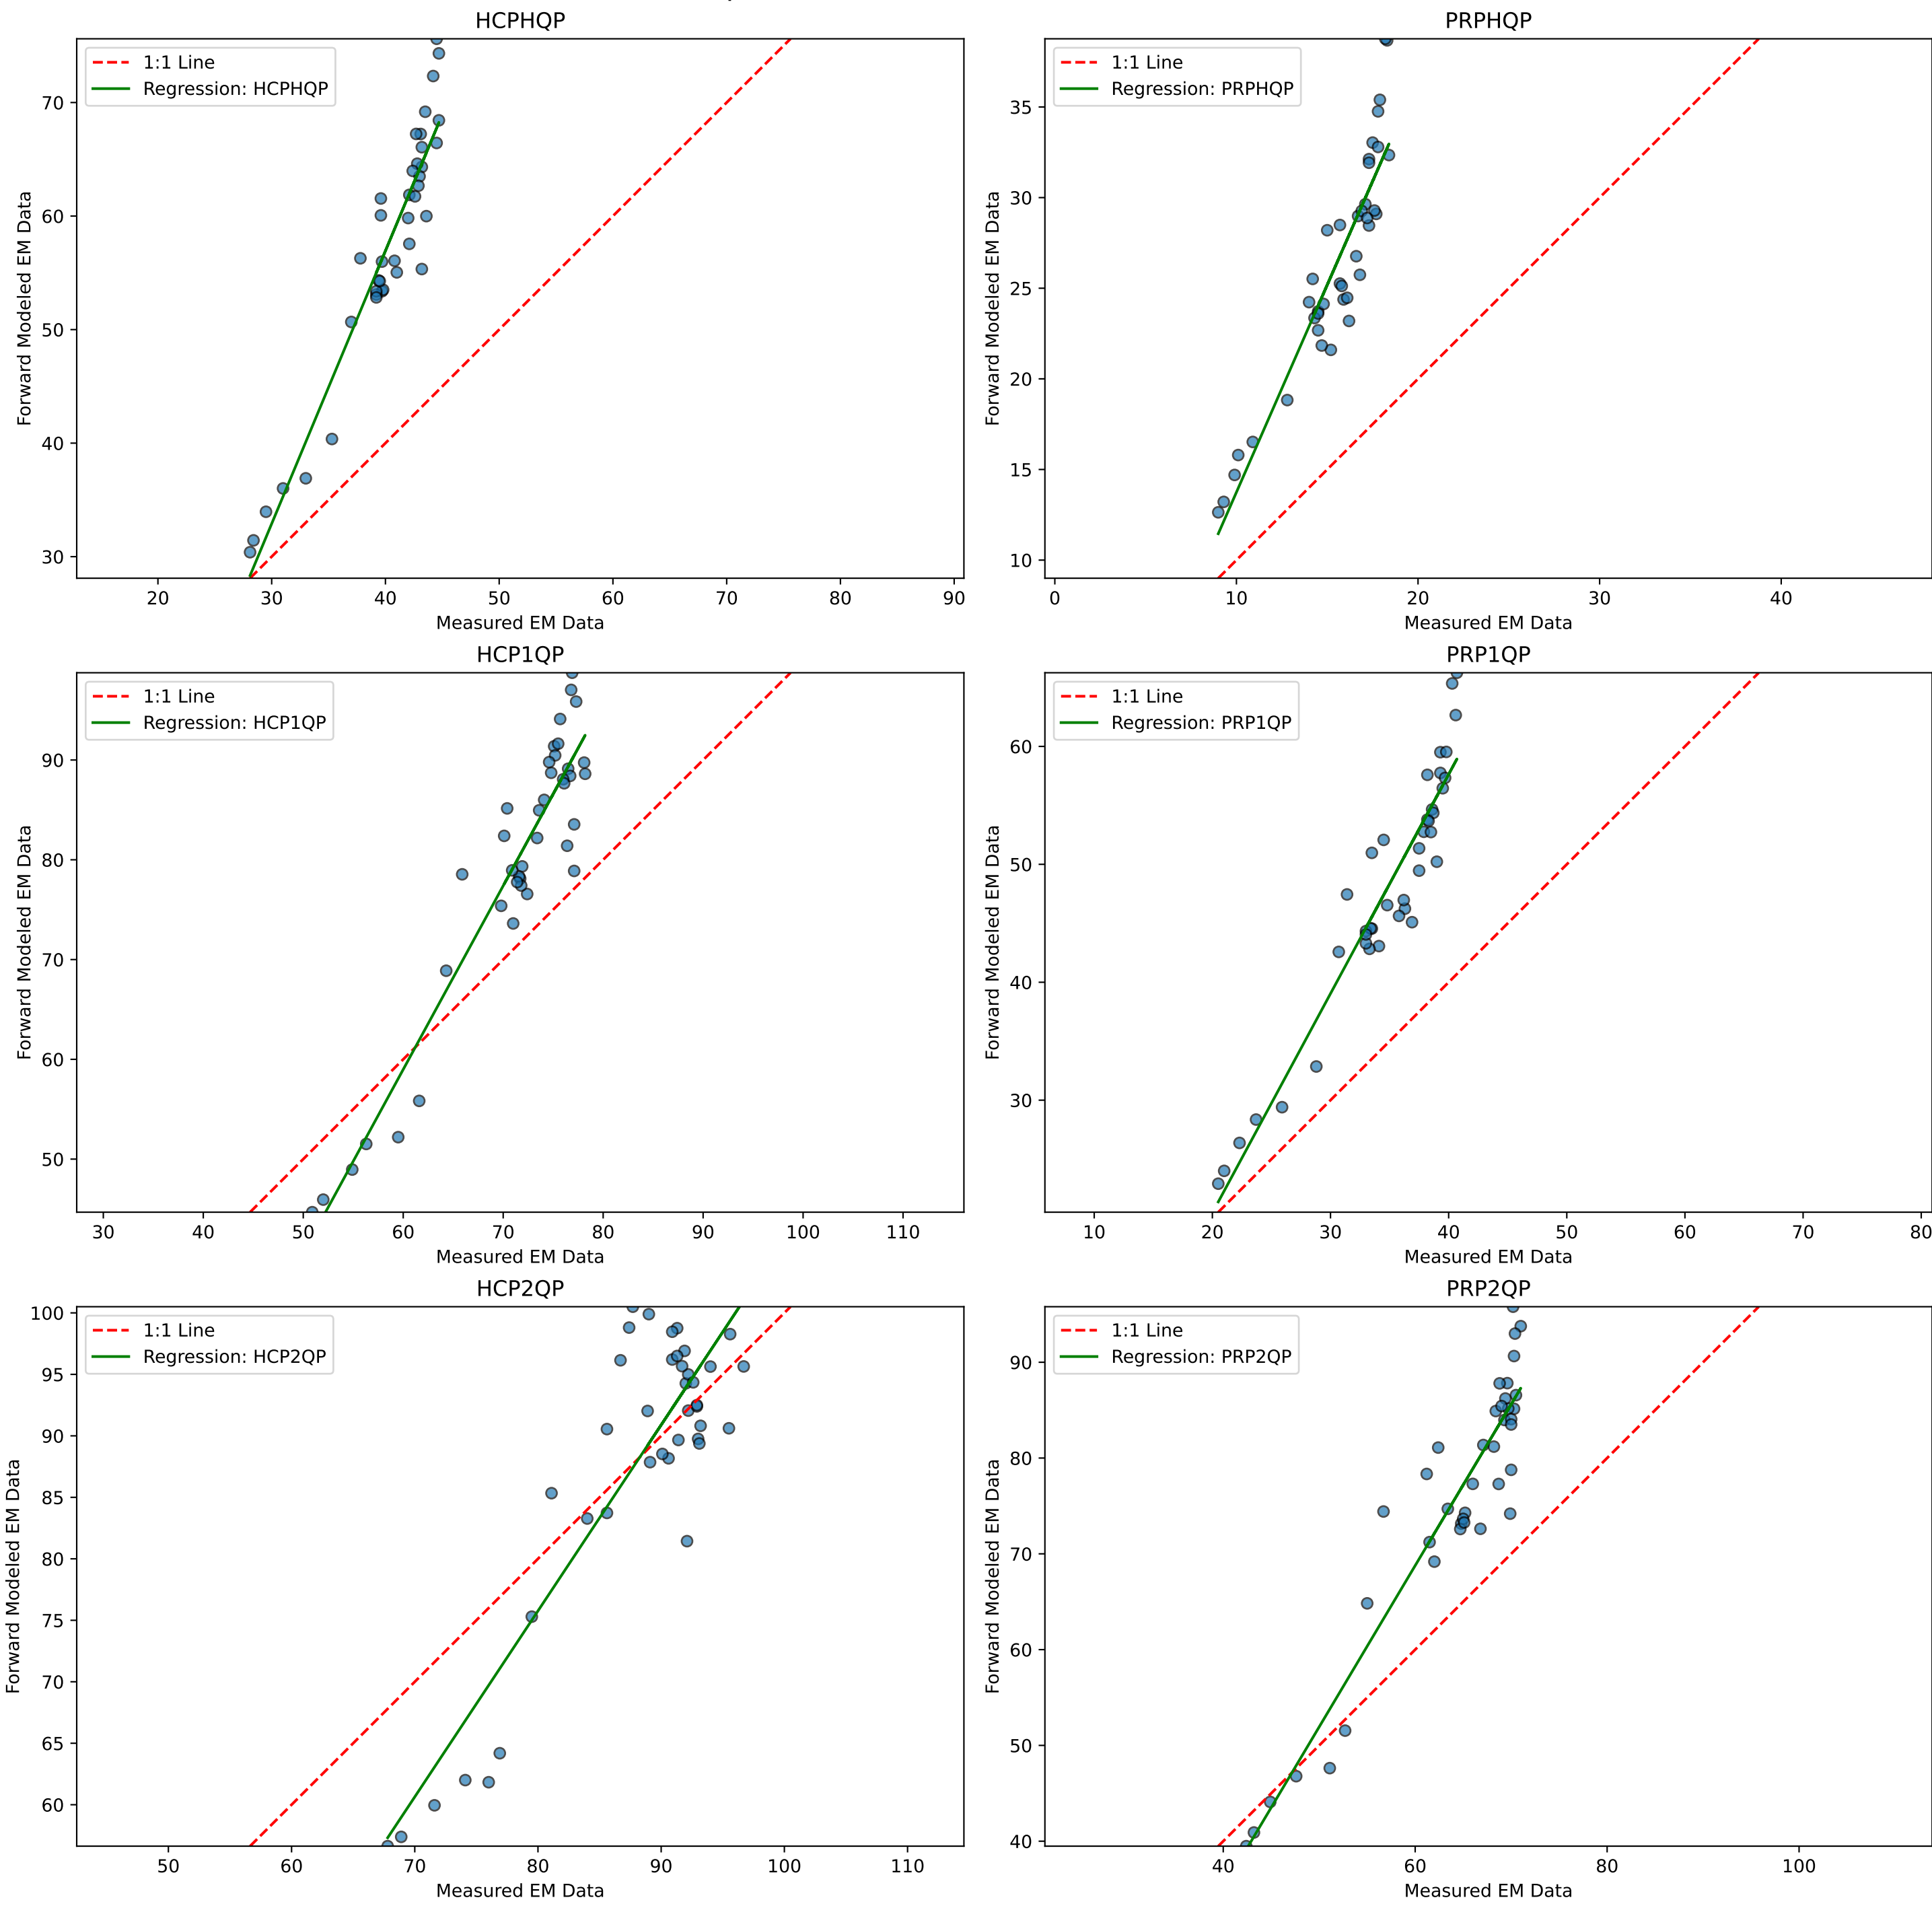 HCPHQP
1:1 Line
Regression: HCPHQP
Forward Modeled EM Data
70
60
50
40
30
20 30 40 50 60 70 80 90
Measured EM Data
PRPHQP
1:1 Line
Regression: PRPHQP
Forward Modeled EM Data
35
30
25
20
15
10
0 10 20 30 40
Measured EM Data
HCP1QP
1:1 Line
Regression: HCP1QP
Forward Modeled EM Data
90
80
70
60
50
30 40 50 60 70 80 90 100 110
Measured EM Data
PRP1QP
1:1 Line
Regression: PRP1QP
Forward Modeled EM Data
60
50
40
30
10 20 30 40 50 60 70 80
Measured EM Data
HCP2QP
1:1 Line
Regression: HCP2QP
Forward Modeled EM Data
100
95
90
85
80
75
70
65
60
50 60 70 80 90 100 110
Measured EM Data
PRP2QP
1:1 Line
Regression: PRP2QP
Forward Modeled EM Data
90
80
70
60
50
40
40 60 80 100
Measured EM Data